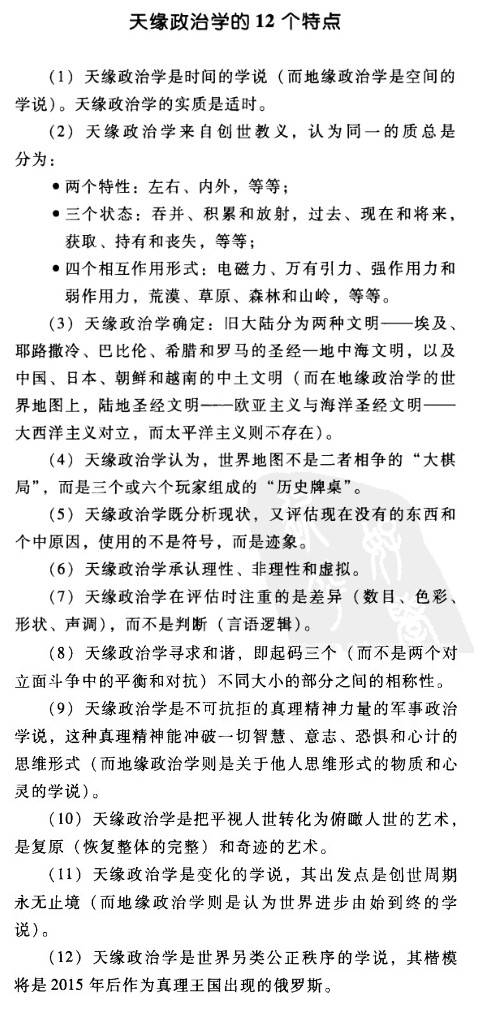 天缘政治学的 12 个特点
(1) 天缘政治学是时间的学说（而地缘政治学是空间的
学说）。天缘政治学的实质是适时。
(2) 天缘政治学来自创世教义，认为同一的质总是
分为：
●两个特性：左右、内外，等等；
●三个状态：吞并、积累和放射，过去、现在和将来，
获取、持有和丧失，等等；
●四个相互作用形式：电磁力、万有引力、强作用力和
弱作用力，荒漠、草原、森林和山岭，等等。
(3) 天缘政治学确定：旧大陆分为两种文明——埃及、
耶路撒冷、巴比伦、希腊和罗马的圣经—地中海文明，以及
中国、日本、朝鲜和越南的中土文明（而在地缘政治学的世
界地图上，陆地圣经文明——欧亚主义与海洋圣经文明——
大西洋主义对立，而太平洋主义则不存在）。
(4) 天缘政治学认为，世界地图不是二者相争的“大棋
局”，而是三个或六个玩家组成的“历史牌桌”。
(5) 天缘政治学既分析现状，又评估现在没有的东西和
个中原因，使用的不是符号，而是迹象。
(6) 天缘政治学承认理性、非理性和虚拟。
(7) 天缘政治学在评估时注重的是差异（数目、色彩、
形状、声调），而不是判断（言语逻辑）。
(8) 天缘政治学寻求和谐，即起码三个（而不是两个对
立面斗争中的平衡和对抗）不同大小的部分之间的相称性。
(9) 天缘政治学是不可抗拒的真理精神力量的军事政治
学说，这种真理精神能冲破一切智慧、意志、恐惧和心计的
思维形式（而地缘政治学则是关于他人思维形式的物质和心
灵的学说）。
(10) 天缘政治学是把平视人世转化为俯瞰人世的艺术，
是复原（恢复整体的完整）和奇迹的艺术。
(11) 天缘政治学是变化的学说，其出发点是创世周期
永无止境（而地缘政治学则是认为世界进步由始到终的学
说）。
(12) 天缘政治学是世界另类公正秩序的学说，其楷模
将是 2015 年后作为真理王国出现的俄罗斯。